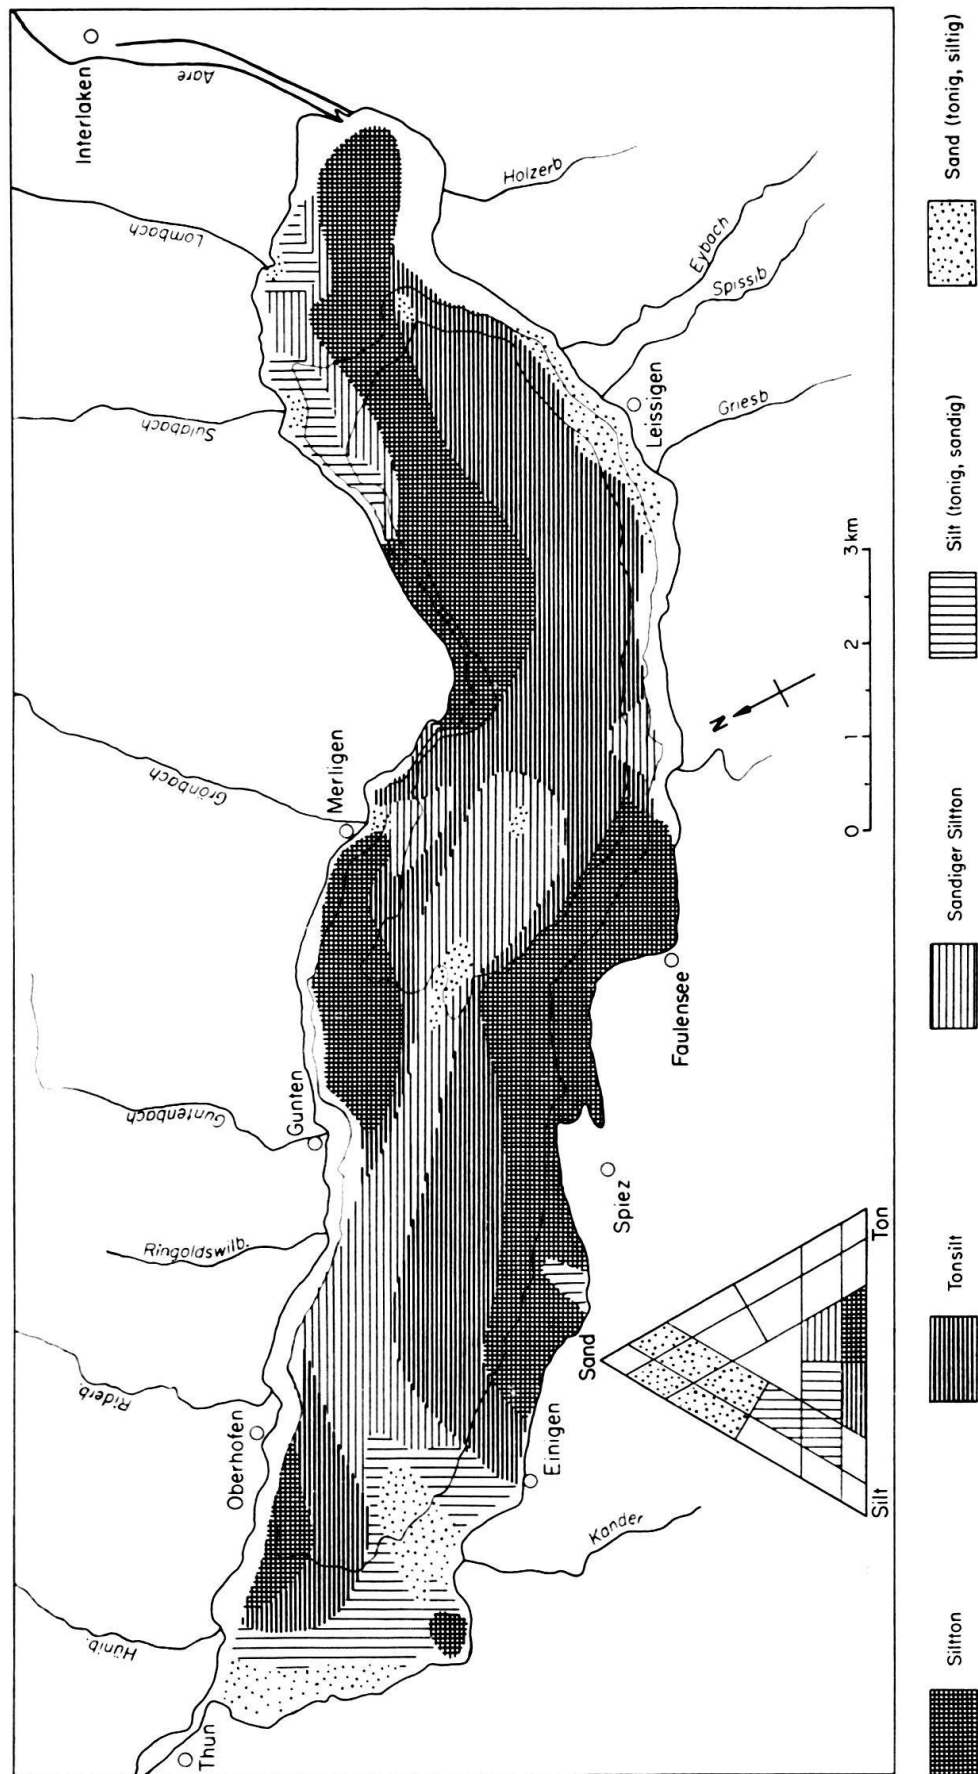 Thun
Hünib.
Oberhofen
Riderb.
Ringoldswilb.
Gunten
Guntenbach
Merligen
Grönbach
Suldbach
Lombach
Interlaken
Aare
Kander
Einigen
Spiez
Faulensee
Griesb
Leissigen
Spissib
Eybach
Holzerb
N
0 1 2 3 km
Sand
Silt
Ton
Siltton
Tonsilt
Sandiger Siltton
Silt (tonig, sandig)
Sand (tonig, siltig)